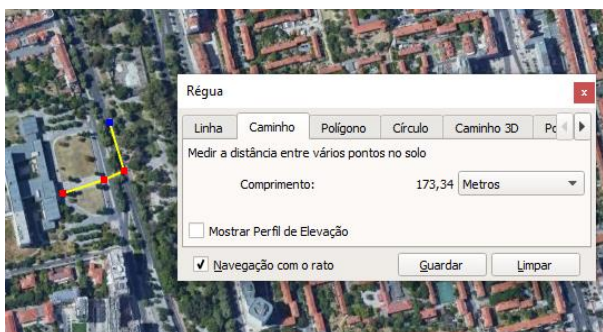 Régua
x
Linha Caminho Polígono Círculo Caminho 3D Po
Medir a distância entre vários pontos no solo
Comprimento: 173,34 Metros
Mostrar Perfil de Elevação
Navegação com o rato Guardar Limpar